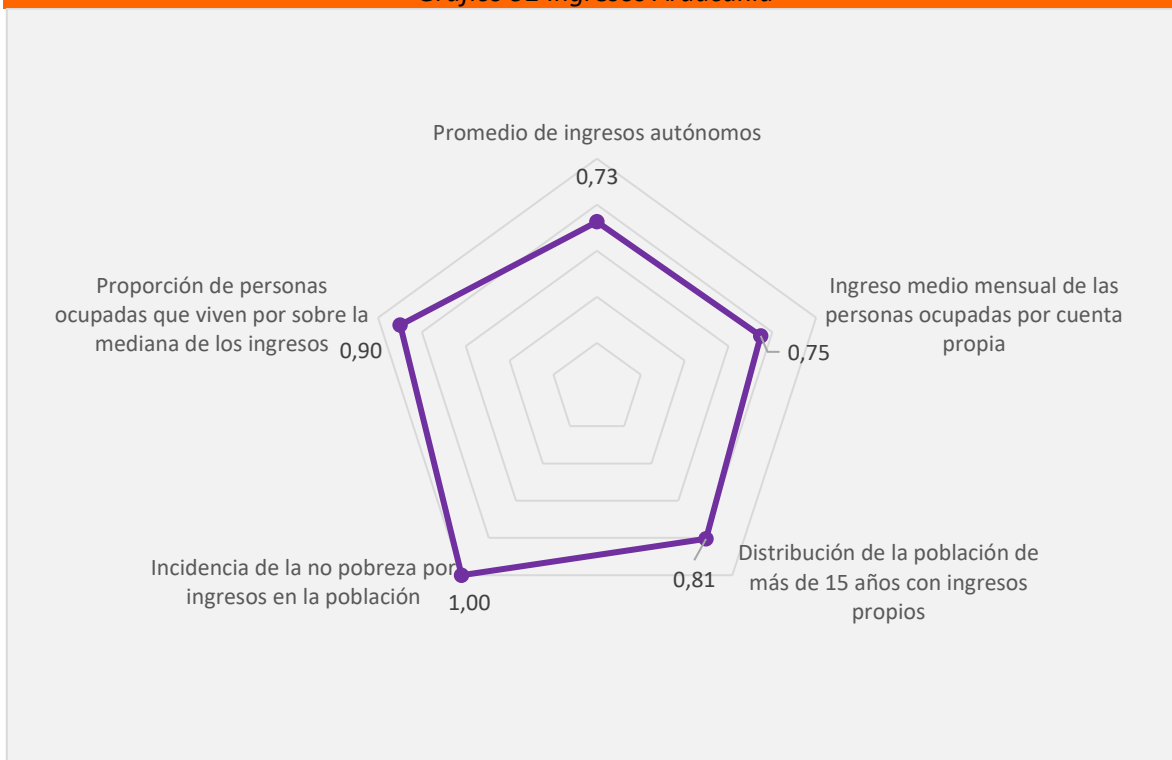 Promedio de ingresos autónomos
0,73
Ingreso medio mensual de las
personas ocupadas por cuenta
propia
0,75
Distribución de la población de
más de 15 años con ingresos
propios
0,81
Incidencia de la no pobreza por
ingresos en la población
1,00
Proporción de personas
ocupadas que viven por sobre la
mediana de los ingresos
0,90